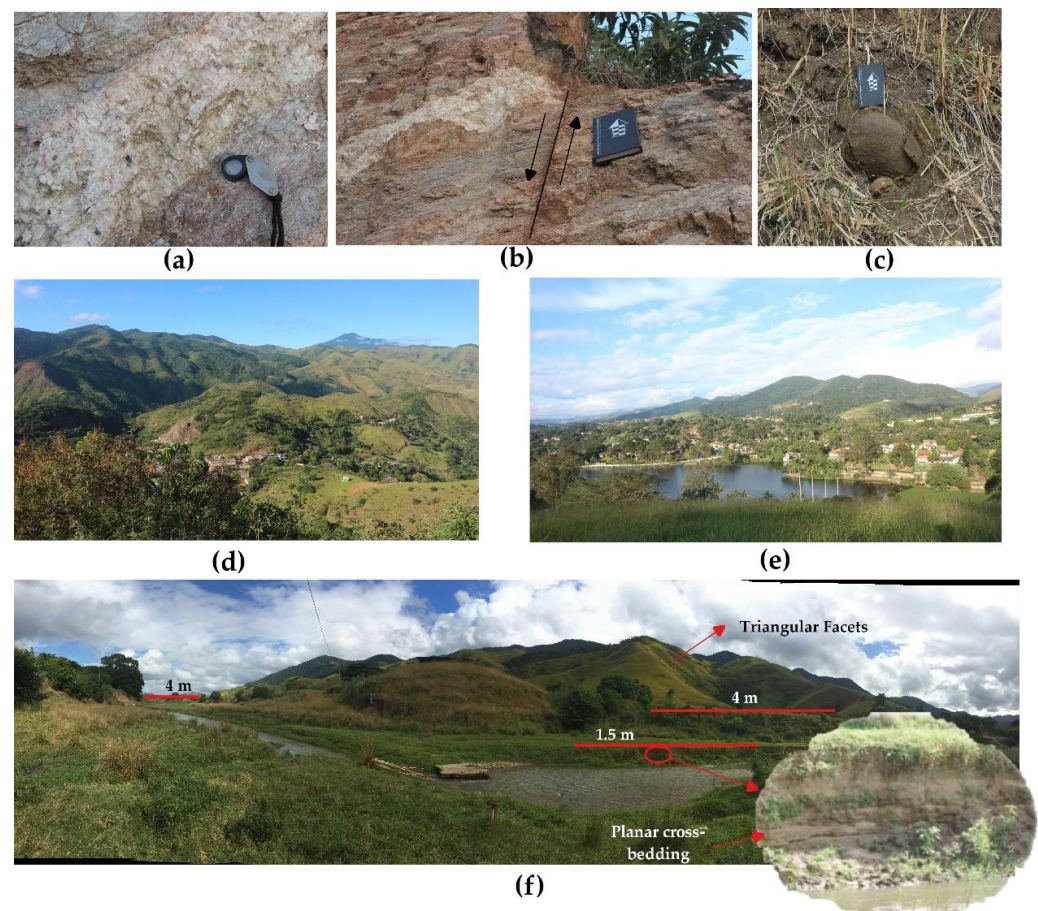 (a)
(b)
(c)
(d)
(e)
Triangular Facets
4 m
4 m
1.5 m
Planar cross-
bedding
(f)